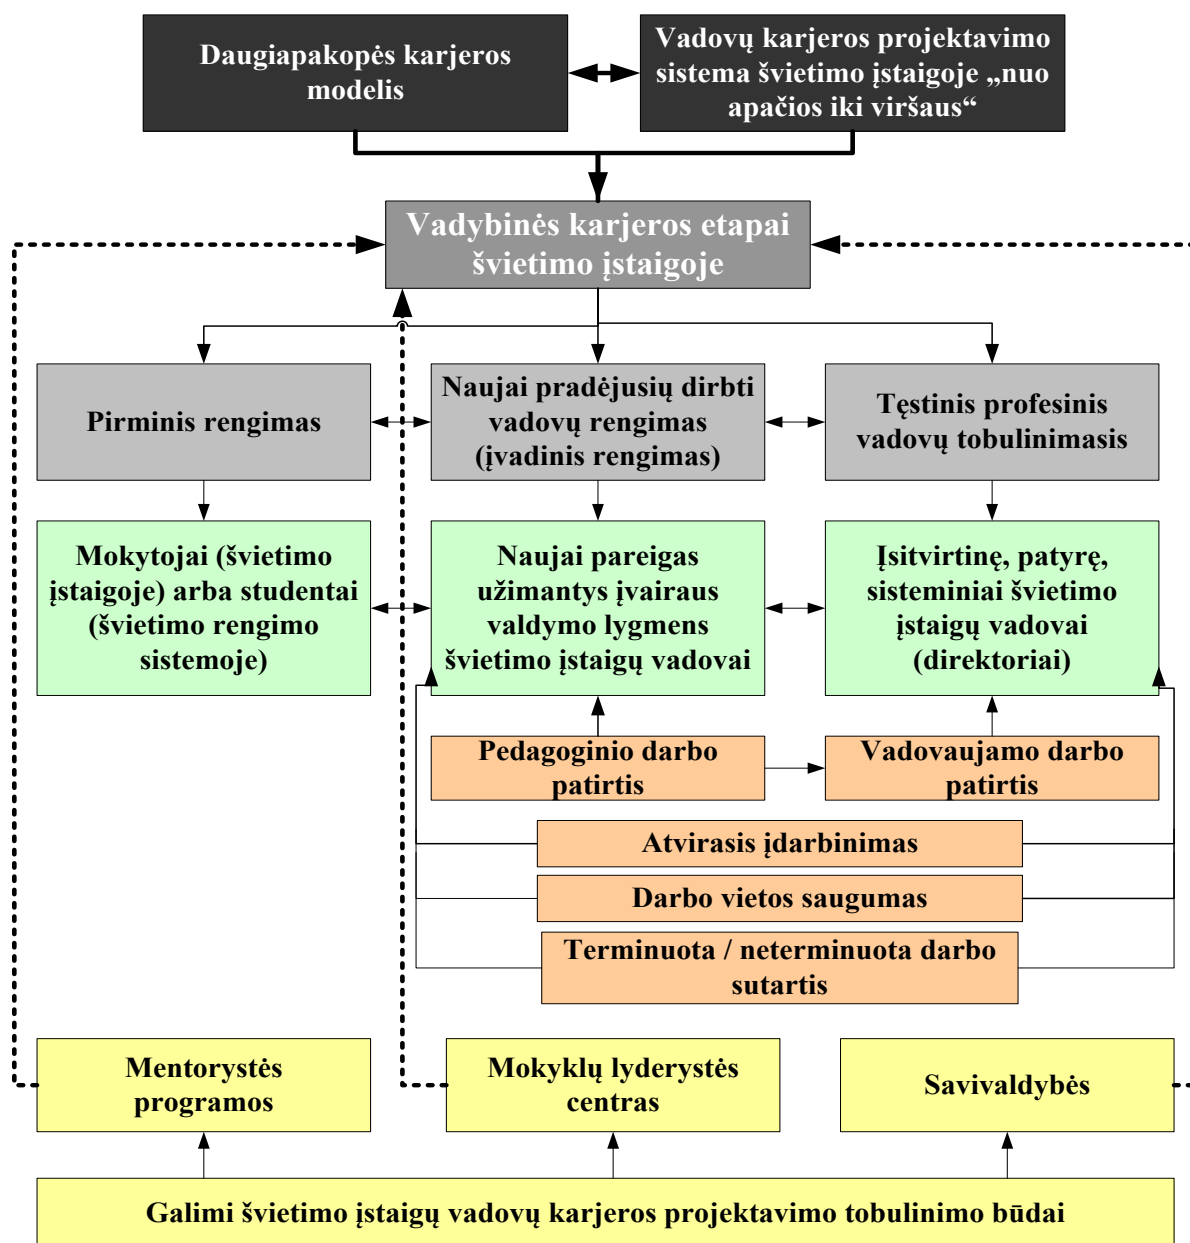 Daugiapakopės karjeros
modelis
Vadovų karjeros projektavimo
sistema švietimo įstaigoje „nuo
apačios iki viršaus“
Vadybinės karjeros etapai
švietimo įstaigoje
Pirminis rengimas
Naujai pradėjusių dirbti
vadovų rengimas
(įvadinis rengimas)
Tęstinis profesinis
vadovų tobulinimasis
Mokytojai (švietimo
įstaigoje) arba studentai
(švietimo rengimo
sistemoje)
Naujai pareigas
užimantys įvairaus
valdymo lygmens
švietimo įstaigų vadovai
Įsitvirtinę, patyrę,
sisteminiai švietimo
įstaigų vadovai
(direktoriai)
Pedagoginio darbo
patirtis
Vadovaujamo darbo
patirtis
Atvirasis įdarbinimas
Darbo vietos saugumas
Terminuota / neterminuota darbo
sutartis
Mentorystės
programos
Mokyklų lyderystės
centras
Savivaldybės
Galimi švietimo įstaigų vadovų karjeros projektavimo tobulinimo būdai